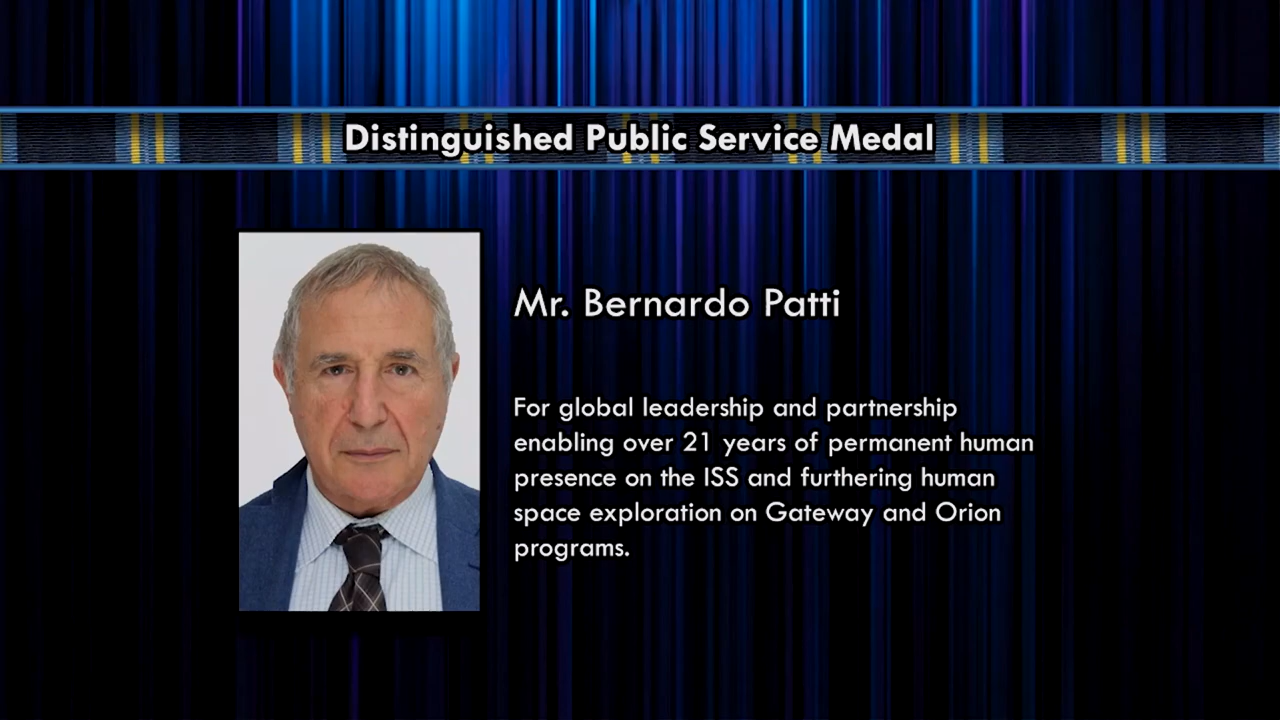 Distinguished Public Service Medal
Mr. Bernardo Patti
For global leadership and partnership
enabling over 21 years of permanent human
presence on the ISS and furthering human
space exploration on Gateway and Orion
programs.